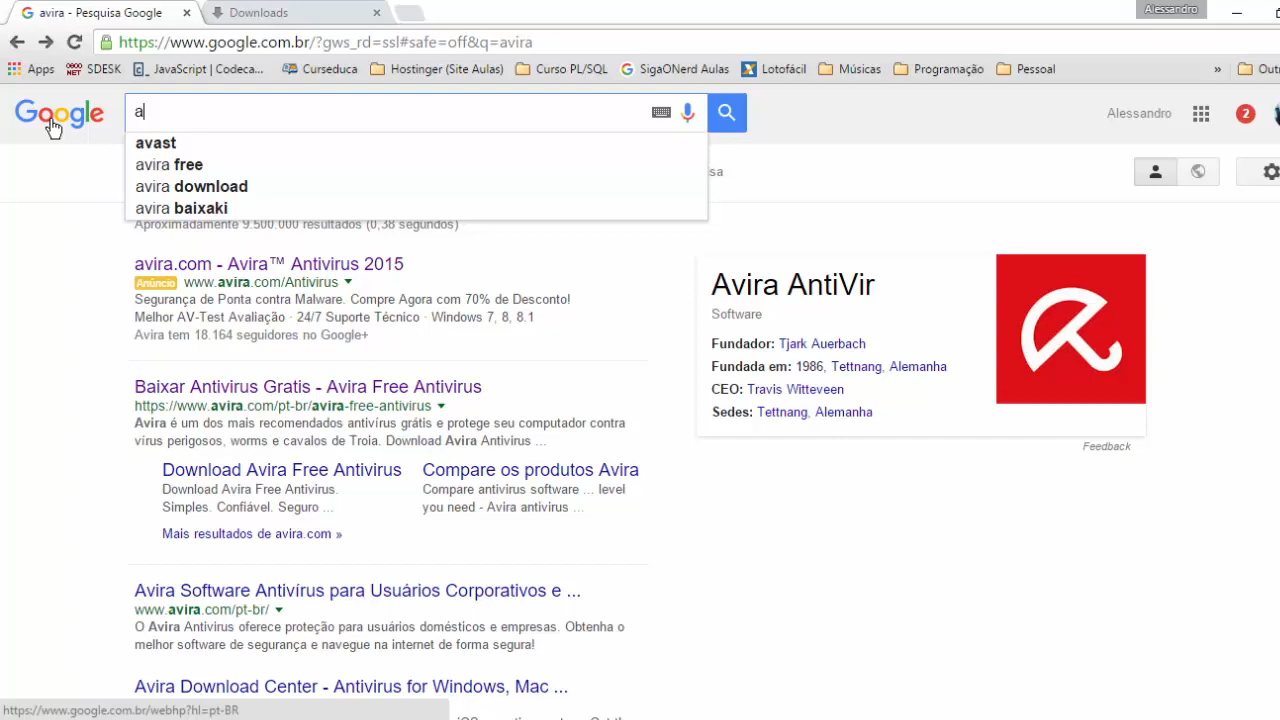 avira - Pesquisa Google
Downloads
Alessandro
https://www.google.com.br/?gws_rd=ssl#safe=off&q=avira
Apps
SDESK
JavaScript | Codeca...
Curseduca
Hostinger (Site Aulas)
Curso PL/SQL
SigaONerd Aulas
Lotofácil
Músicas
Programação
Pessoal
»
Google
a
Alessandro
2
avast
avira free
avira download
avira baixaki
sa
Aproximadamente 9.500.000 resultados (0,38 segundos)
avira.com - Avira™ Antivirus 2015
Anúncio www.avira.com/Antivirus
Segurança de Ponta contra Malware. Compre Agora com 70% de Desconto!
Melhor AV-Test Avaliação · 24/7 Suporte Técnico · Windows 7, 8, 8.1
Avira tem 18.164 seguidores no Google+
Baixar Antivirus Gratis - Avira Free Antivirus
https://www.avira.com/pt-br/avira-free-antivirus
Avira é um dos mais recomendados antivírus grátis e protege seu computador contra
vírus perigosos, worms e cavalos de Troia. Download Avira Antivirus ...
Download Avira Free Antivirus
Download Avira Free Antivirus.
Simples. Confiável. Seguro ...
Compare os produtos Avira
Compare antivirus software ... level
you need - Avira antivirus ...
Mais resultados de avira.com »
Avira Software Antivírus para Usuários Corporativos e ...
www.avira.com/pt-br/
O Avira Antivirus oferece proteção para usuários domésticos e empresas. Obtenha o
melhor software de segurança e navegue na internet de forma segura!
Avira Download Center - Antivirus for Windows, Mac ...
Avira AntiVir
Software
Fundador: Tjark Auerbach
Fundada em: 1986, Tettnang, Alemanha
CEO: Travis Witteveen
Sedes: Tettnang, Alemanha
Feedback
https://www.google.com.br/webhp?hl=pt-BR